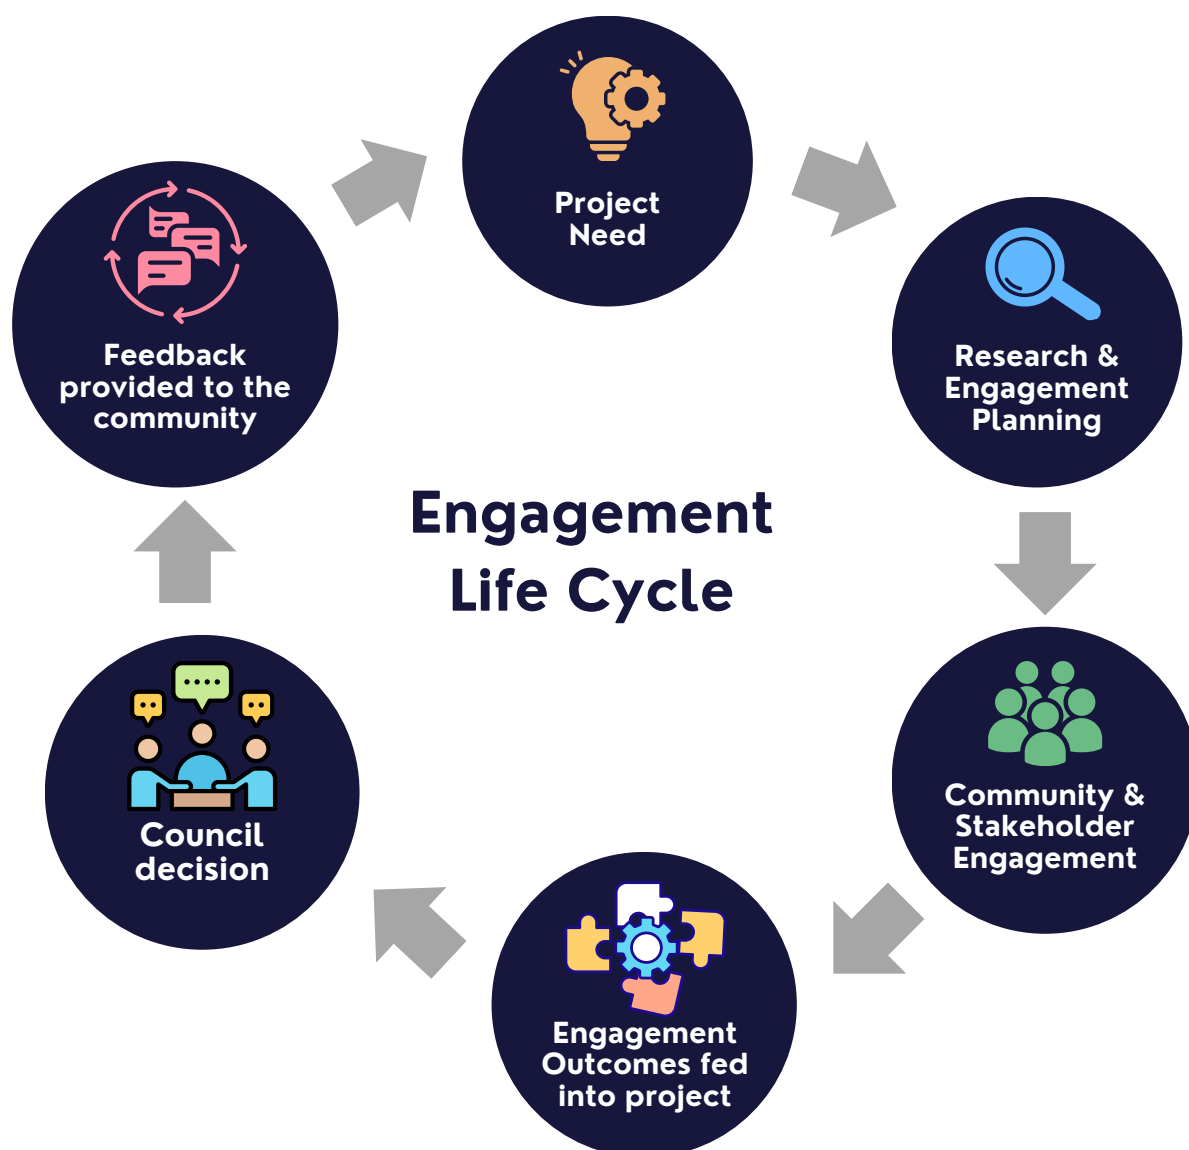 Project
Need
Research &
Engagement
Planning
Community &
Stakeholder
Engagement
Engagement
Outcomes fed
into project
Council
decision
Feedback
provided to the
community
Engagement
Life Cycle